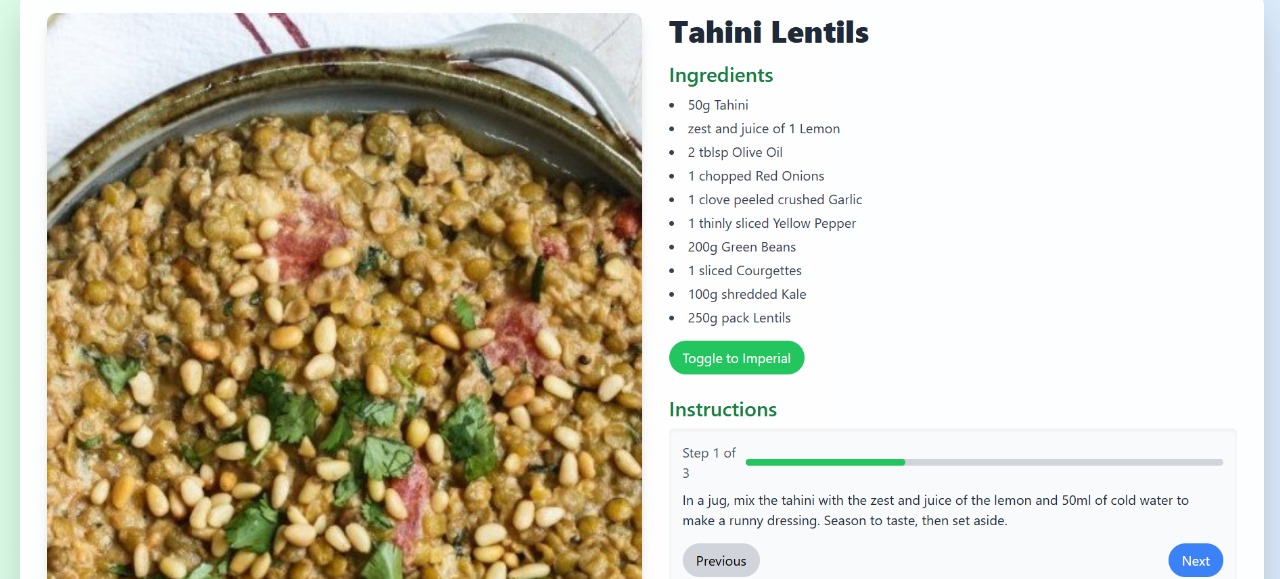 Tahini Lentils
Ingredients
50g Tahini
zest and juice of 1 Lemon
2 tblsp Olive Oil
1 chopped Red Onions
1 clove peeled crushed Garlic
1 thinly sliced Yellow Pepper
200g Green Beans
1 sliced Courgettes
100g shredded Kale
250g pack Lentils
Toggle to Imperial
Instructions
Step 1 of
3
In a jug, mix the tahini with the zest and juice of the lemon and 50ml of cold water to
make a runny dressing. Season to taste, then set aside.
Previous
Next